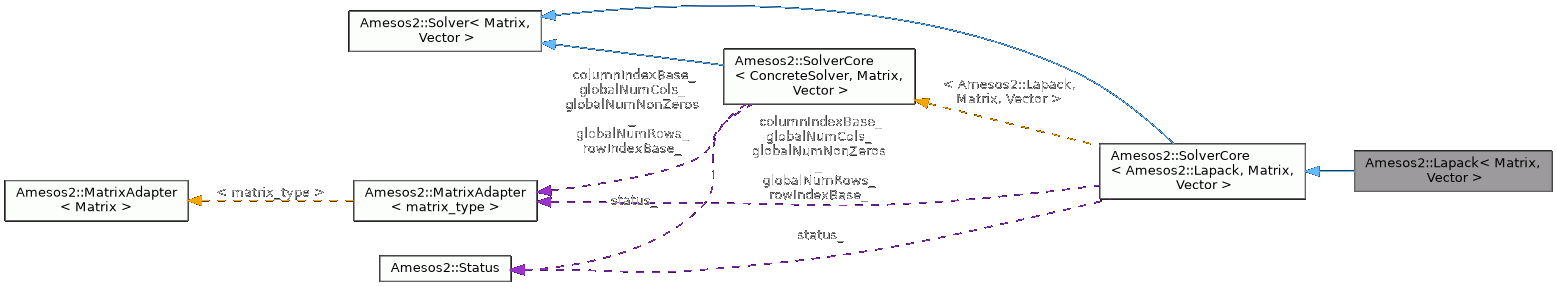 Amesos2::Solver< Matrix,
Vector >
Amesos2::SolverCore
< ConcreteSolver, Matrix,
Vector >
columnIndexBase_
globalNumCols_
globalNumNonZeros
_
globalNumRows_
rowIndexBase_
< Amesos2::Lapack,
Matrix, Vector >
columnIndexBase_
globalNumCols_
globalNumNonZeros
_
globalNumRows_
rowIndexBase_
Amesos2::SolverCore
< Amesos2::Lapack, Matrix,
Vector >
Amesos2::Lapack< Matrix,
Vector >
Amesos2::MatrixAdapter
< Matrix >
< matrix_type >
Amesos2::MatrixAdapter
< matrix_type >
status_
status_
Amesos2::Status